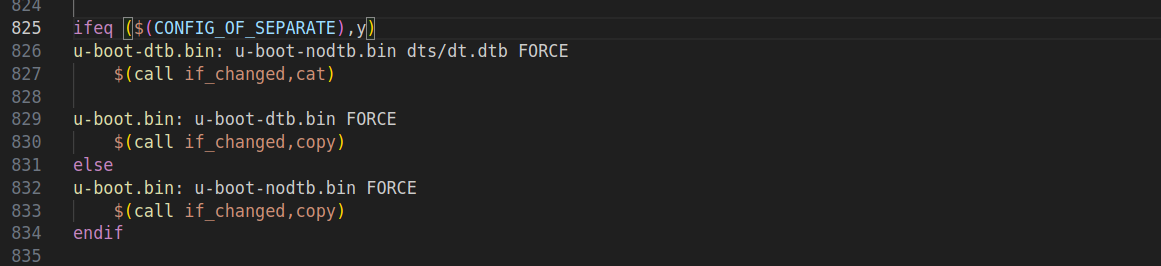 824
825 ifeq ($(CONFIG_OF_SEPARATE),y)
826 u-boot-dtb.bin: u-boot-nodtb.bin dts/dt.dtb FORCE
827     $(call if_changed,cat)
828
829 u-boot.bin: u-boot-dtb.bin FORCE
830     $(call if_changed,copy)
831 else
832 u-boot.bin: u-boot-nodtb.bin FORCE
833     $(call if_changed,copy)
834 endif
835